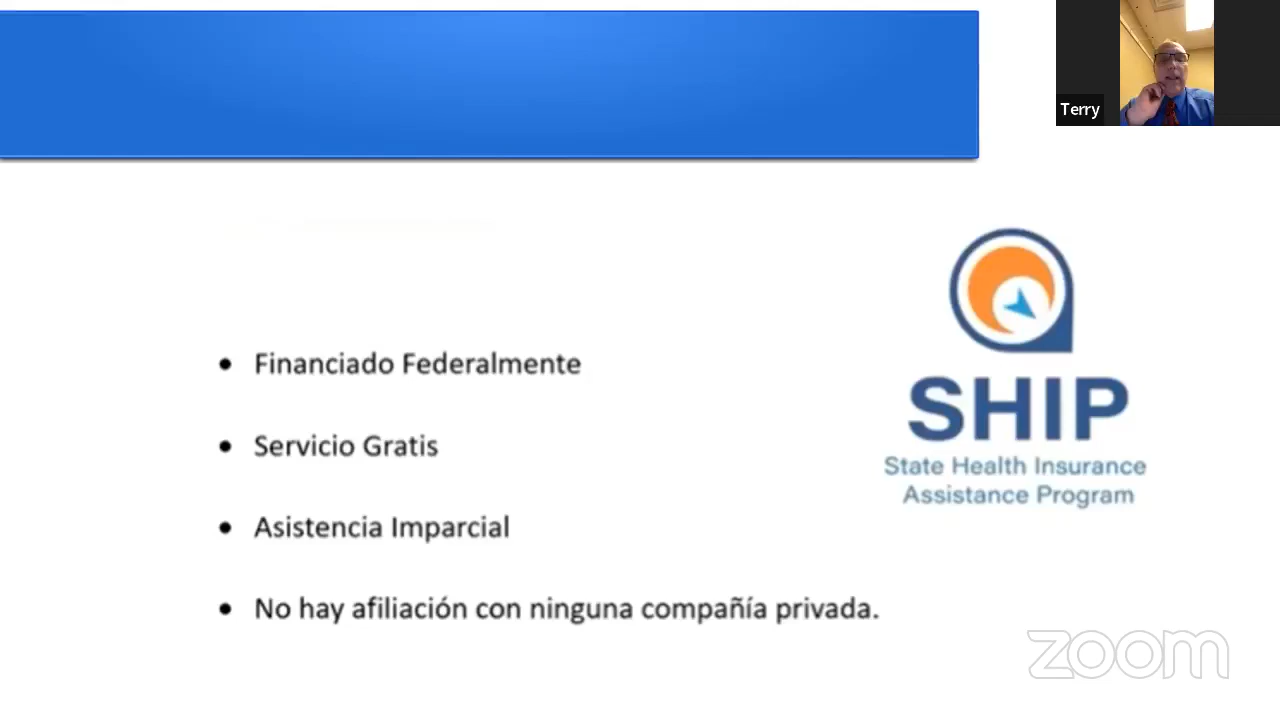 Terry
Financiado Federalmente
Servicio Gratis
Asistencia Imparcial
No hay afiliación con ninguna compañía privada.
SHIP
State Health Insurance
Assistance Program
zoom